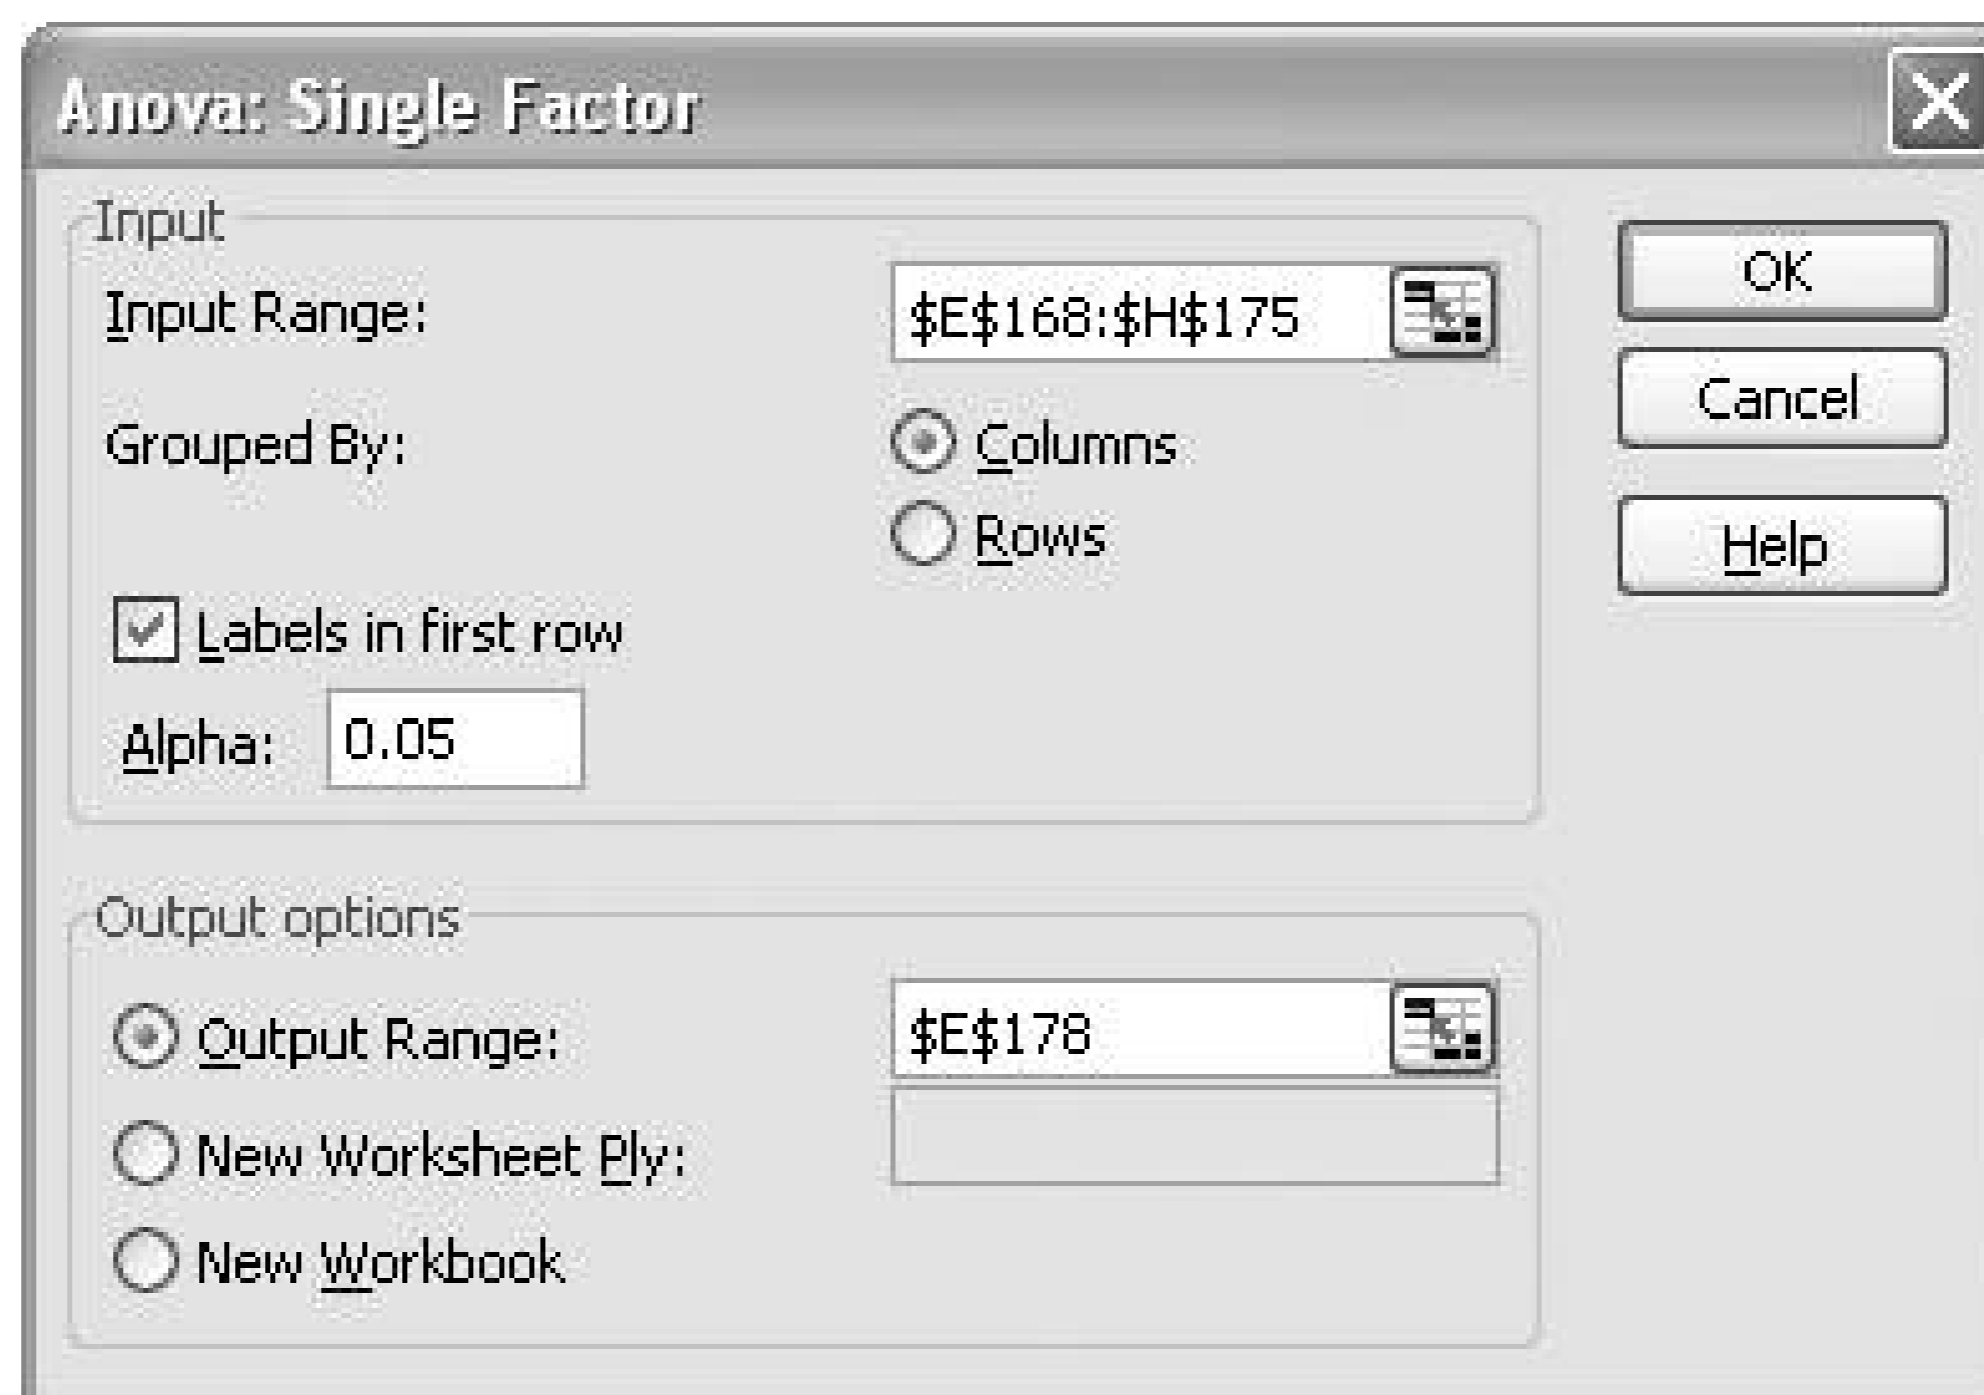 Anova: Single Factor
Input
Input Range: $E$168:$H$175
Grouped By: Columns
Rows
Labels in first row
Alpha: 0.05
OK
Cancel
Help
Output options
Output Range: $E$178
New Worksheet Ply:
New Workbook